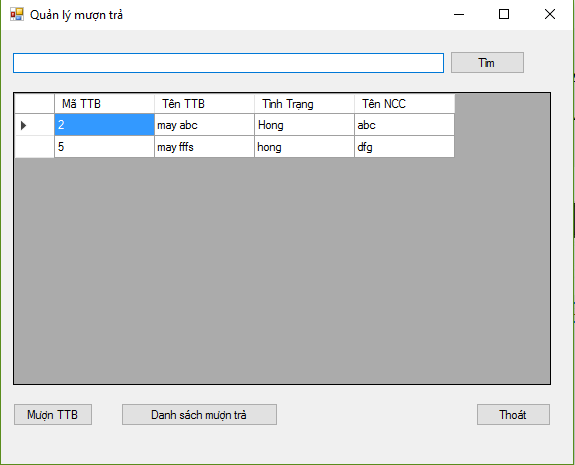 Quản lý mượn trả
Tìm
Mã TTB Tên TTB Tình Trạng Tên NCC
2 may abc Hong abc
5 may fffs hong dfg
Mượn TTB Danh sách mượn trả Thoát